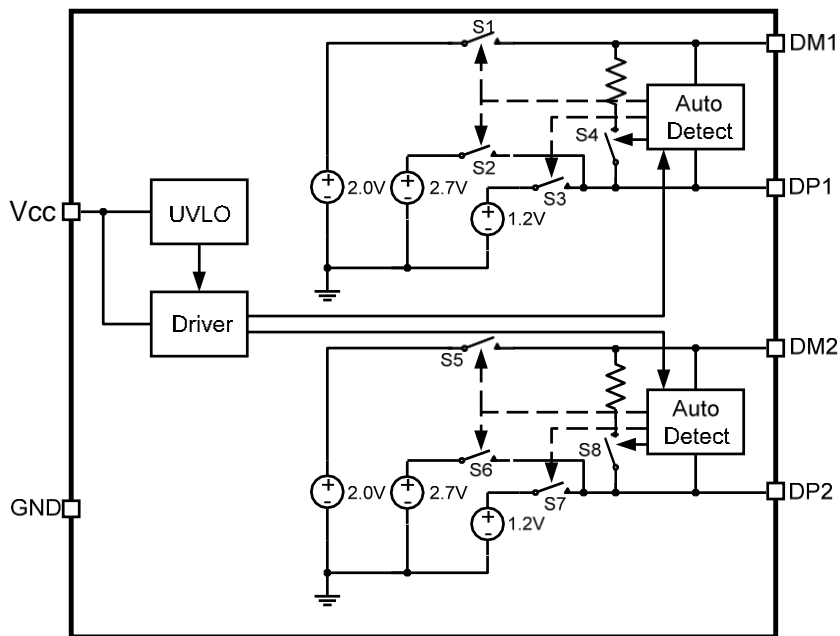 S1
DM1
Auto
Detect
S4
S2
S3
DP1
2.0V
2.7V
1.2V
Vcc
UVLO
Driver
DM2
S5
Auto
Detect
S8
S6
S7
DP2
2.0V
2.7V
1.2V
GND